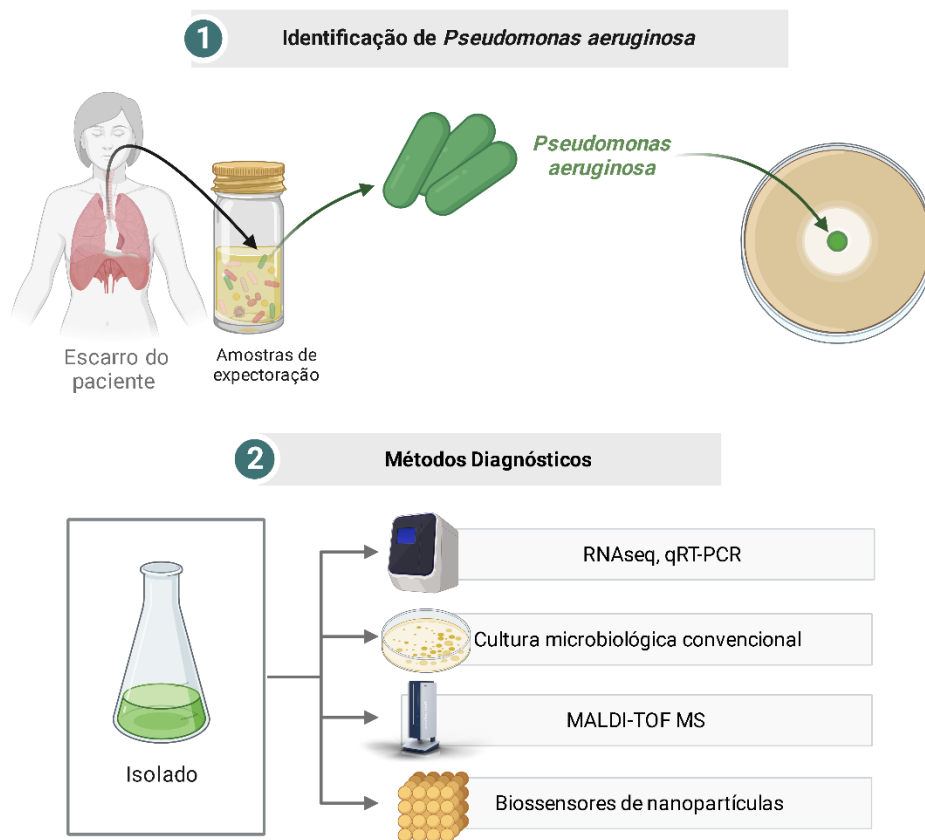 1
Identificação de Pseudomonas aeruginosa
Pseudomonas
aeruginosa
Escarro do
paciente
Amostras de
expectoração
2
Métodos Diagnósticos
RNAseq, qRT-PCR
Cultura microbiológica convencional
MALDI-TOF MS
Isolado
Biossensores de nanopartículas